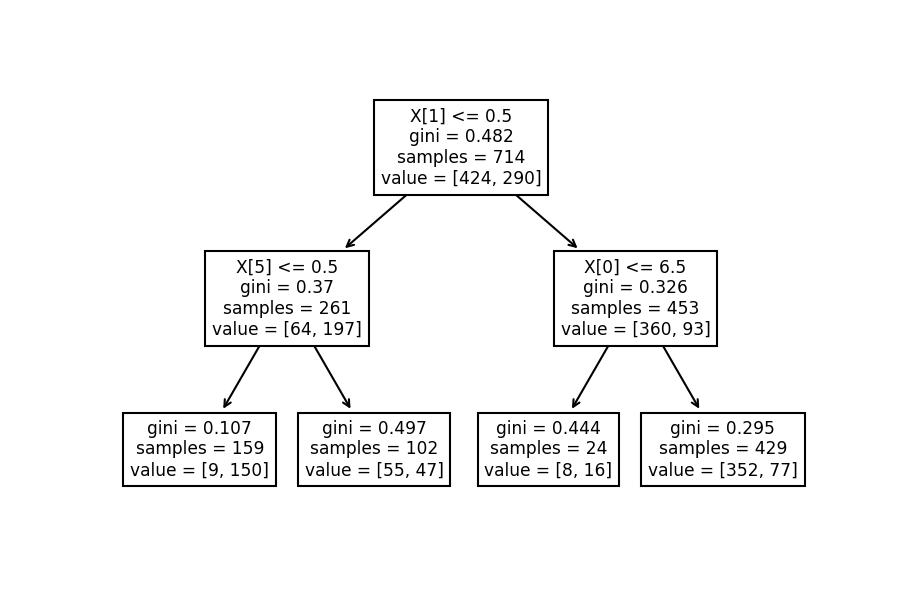 X[1] <= 0.5
gini = 0.482
samples = 714
value = [424, 290]
X[5] <= 0.5
gini = 0.37
samples = 261
value = [64, 197]
X[0] <= 6.5
gini = 0.326
samples = 453
value = [360, 93]
gini = 0.107
samples = 159
value = [9, 150]
gini = 0.497
samples = 102
value = [55, 47]
gini = 0.444
samples = 24
value = [8, 16]
gini = 0.295
samples = 429
value = [352, 77]